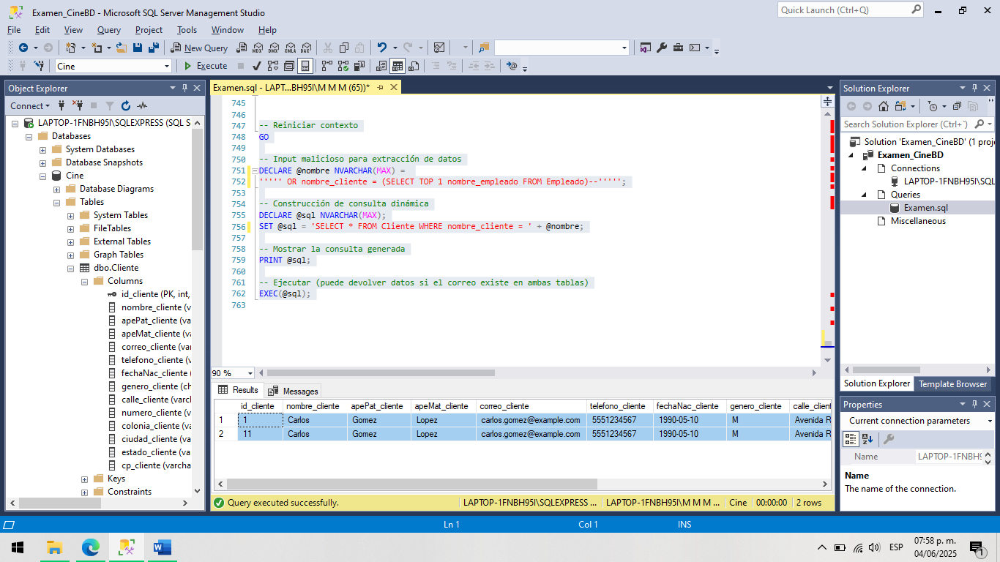 Examen_CineBD - Microsoft SQL Server Management Studio
Quick Launch (Ctrl+Q)
File Edit View Query Project Tools Window Help
New Query
MDX DMX XMLA DAX
Cine
Execute
Object Explorer
Connect
LAPTOP-1FNBH95I\SQLEXPRESS (SQL S
Databases
System Databases
Database Snapshots
Cine
Database Diagrams
Tables
System Tables
FileTables
External Tables
Graph Tables
dbo.Cliente
Columns
id_cliente (PK, int,
nombre_cliente (va
apePat_cliente (va
apeMat_cliente (va
correo_cliente (var
telefono_cliente (v
fechaNac_cliente (
genero_cliente (ch
calle_cliente (varch
numero_cliente (va
colonia_cliente (va
ciudad_cliente (va
estado_cliente (va
cp_cliente (varcha
Keys
Constraints
Examen.sql - LAPT...BH95I\M M M (65))*
745
746
747 -- Reiniciar contexto
748 GO
749
750 -- Input malicioso para extracción de datos
751 DECLARE @nombre NVARCHAR(MAX) =
752 ''''' OR nombre_cliente = (SELECT TOP 1 nombre_empleado FROM Empleado)--''''';
753
754 -- Construcción de consulta dinámica
755 DECLARE @sql NVARCHAR(MAX);
756 SET @sql = 'SELECT * FROM Cliente WHERE nombre_cliente = ' + @nombre;
757
758 -- Mostrar la consulta generada
759 PRINT @sql;
760
761 -- Ejecutar (puede devolver datos si el correo existe en ambas tablas)
762 EXEC(@sql);
763
90 %
Results Messages
id_cliente nombre_cliente apePat_cliente apeMat_cliente correo_cliente telefono_cliente fechaNac_cliente genero_cliente calle_client
1 1 Carlos Gomez Lopez carlos.gomez@example.com 5551234567 1990-05-10 M Avenida R
2 11 Carlos Gomez Lopez carlos.gomez@example.com 5551234567 1990-05-10 M Avenida R
Query executed successfully. LAPTOP-1FNBH95I\SQLEXPRESS ... LAPTOP-1FNBH95I\M M M ... Cine 00:00:00 2 rows
Solution Explorer
Search Solution Explorer (Ctrl+¨)
Solution 'Examen_CineBD' (1 proje
Examen_CineBD
Connections
LAPTOP-1FNBH95I\SQL
Queries
Examen.sql
Miscellaneous
Solution Explorer Template Browser
Properties
Current connection parameters
Name LAPTOP-1FNBH9
Name
The name of the connection.
Ln 1 Col 1 INS
ESP
07:58 p. m.
04/06/2025
1